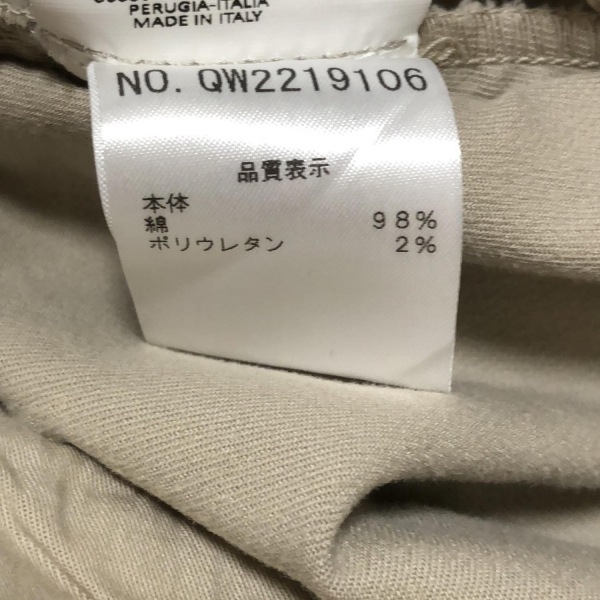 PERUGIA-ITALIA
MADE IN ITALY
NO. QW2219106
品質表示
本体
綿 98%
ポリウレタン 2%